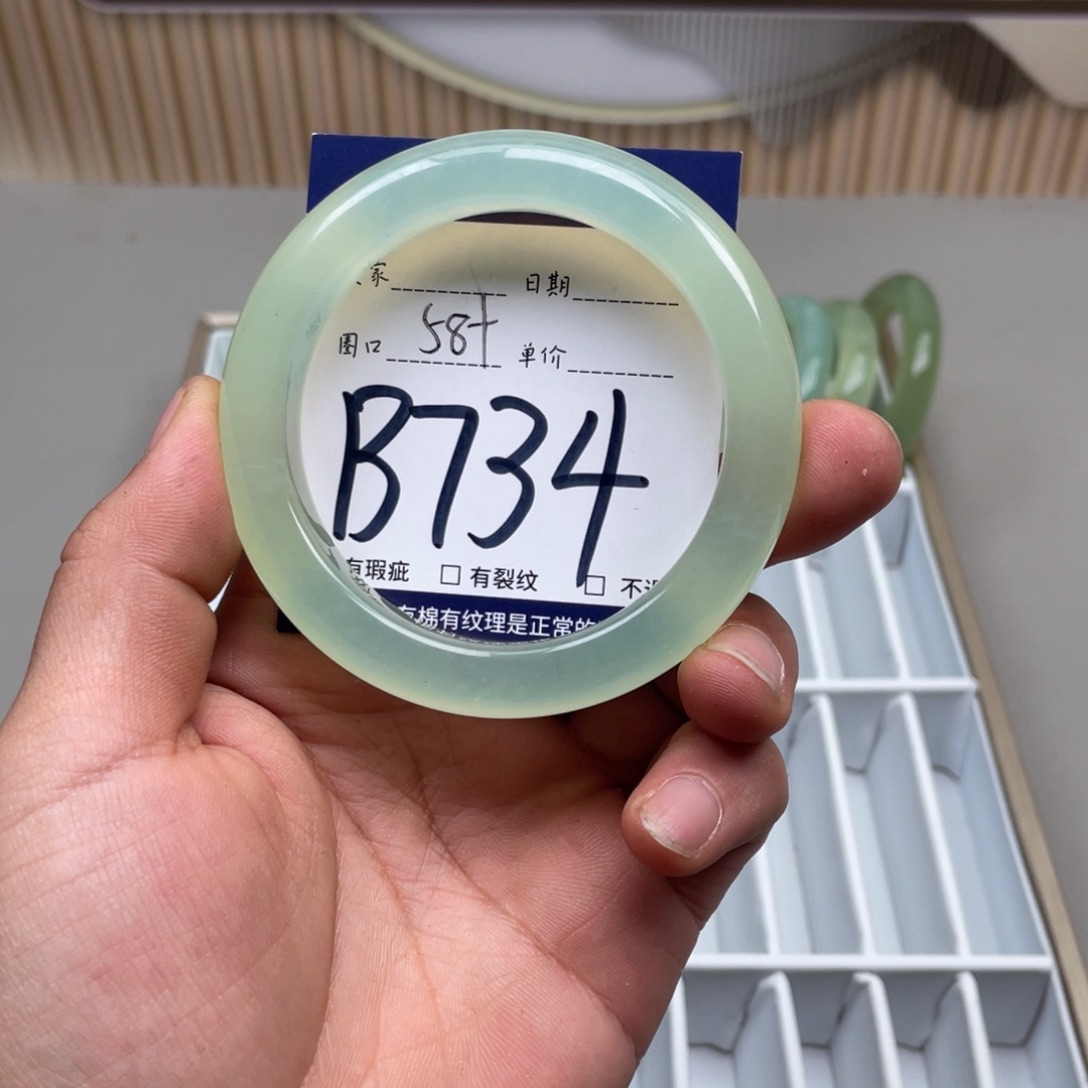 家 日期
圈口 58+ 单价
B734
有瑕疵 □ 有裂纹 □ 不
有棉有纹理是正常的